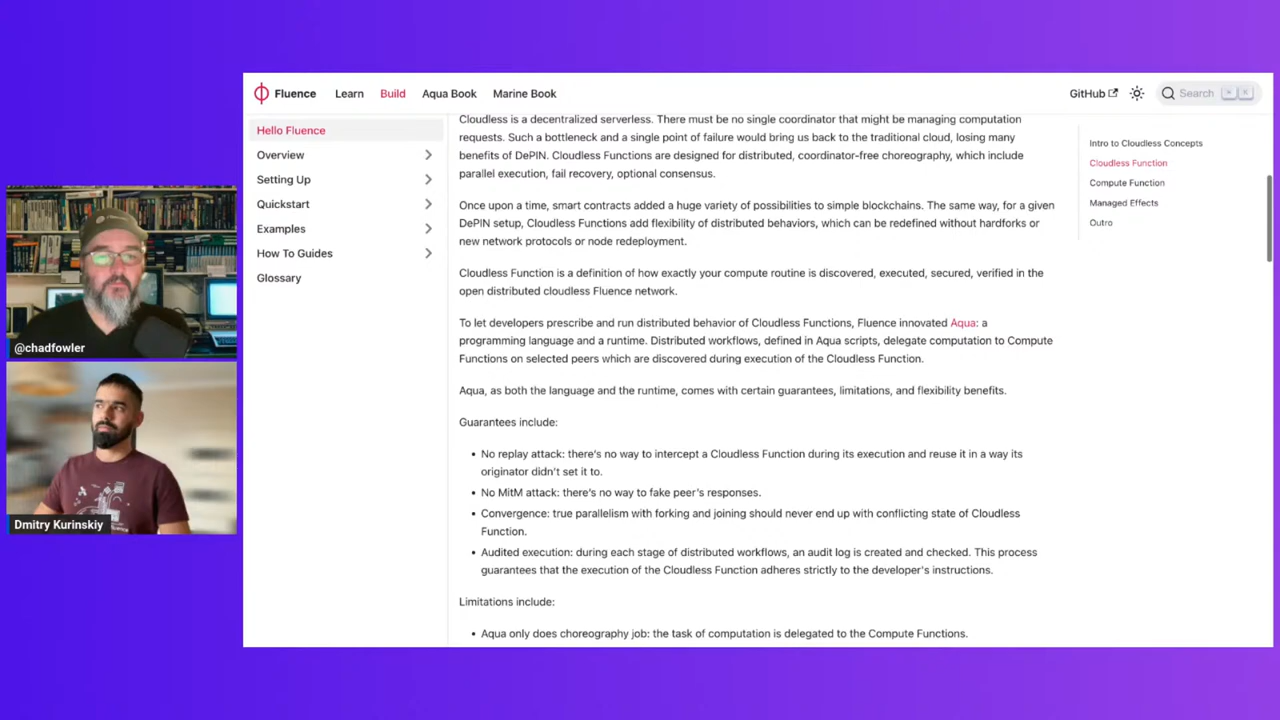 Fluence
Learn
Build
Aqua Book
Marine Book
GitHub
Search
Hello Fluence
Overview
Setting Up
Quickstart
Examples
How To Guides
Glossary
Cloudless is a decentralized serverless. There must be no single coordinator that might be managing computation
requests. Such a bottleneck and a single point of failure would bring us back to the traditional cloud, losing many
benefits of DePIN. Cloudless Functions are designed for distributed, coordinator-free choreography, which include
parallel execution, fail recovery, optional consensus.
Once upon a time, smart contracts added a huge variety of possibilities to simple blockchains. The same way, for a given
DePIN setup, Cloudless Functions add flexibility of distributed behaviors, which can be redefined without hardforks or
new network protocols or node redeployment.
Cloudless Function is a definition of how exactly your compute routine is discovered, executed, secured, verified in the
open distributed cloudless Fluence network.
To let developers prescribe and run distributed behavior of Cloudless Functions, Fluence innovated Aqua: a
programming language and a runtime. Distributed workflows, defined in Aqua scripts, delegate computation to Compute
Functions on selected peers which are discovered during execution of the Cloudless Function.
Aqua, as both the language and the runtime, comes with certain guarantees, limitations, and flexibility benefits.
Guarantees include:
• No replay attack: there's no way to intercept a Cloudless Function during its execution and reuse it in a way its
originator didn't set it to.
• No MitM attack: there's no way to fake peer's responses.
• Convergence: true parallelism with forking and joining should never end up with conflicting state of Cloudless
Function.
• Audited execution: during each stage of distributed workflows, an audit log is created and checked. This process
guarantees that the execution of the Cloudless Function adheres strictly to the developer's instructions.
Limitations include:
• Aqua only does choreography job: the task of computation is delegated to the Compute Functions.
Intro to Cloudless Concepts
Cloudless Function
Compute Function
Managed Effects
Outro
@chadfowler
Dmitry Kurinskiy